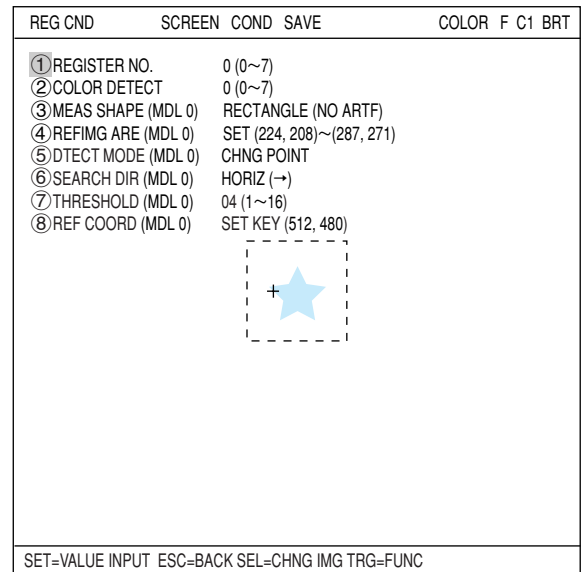 REG CND SCREEN COND SAVE COLOR F C1 BRT
①REGISTER NO. 0 (0～7)
②COLOR DETECT 0 (0～7)
③MEAS SHAPE (MDL 0) RECTANGLE (NO ARTF)
④REFIMG ARE (MDL 0) SET (224, 208)～(287, 271)
⑤DTECT MODE (MDL 0) CHNG POINT
⑥SEARCH DIR (MDL 0) HORIZ (→)
⑦THRESHOLD (MDL 0) 04 (1～16)
⑧REF COORD (MDL 0) SET KEY (512, 480)
SET=VALUE INPUT ESC=BACK SEL=CHNG IMG TRG=FUNC